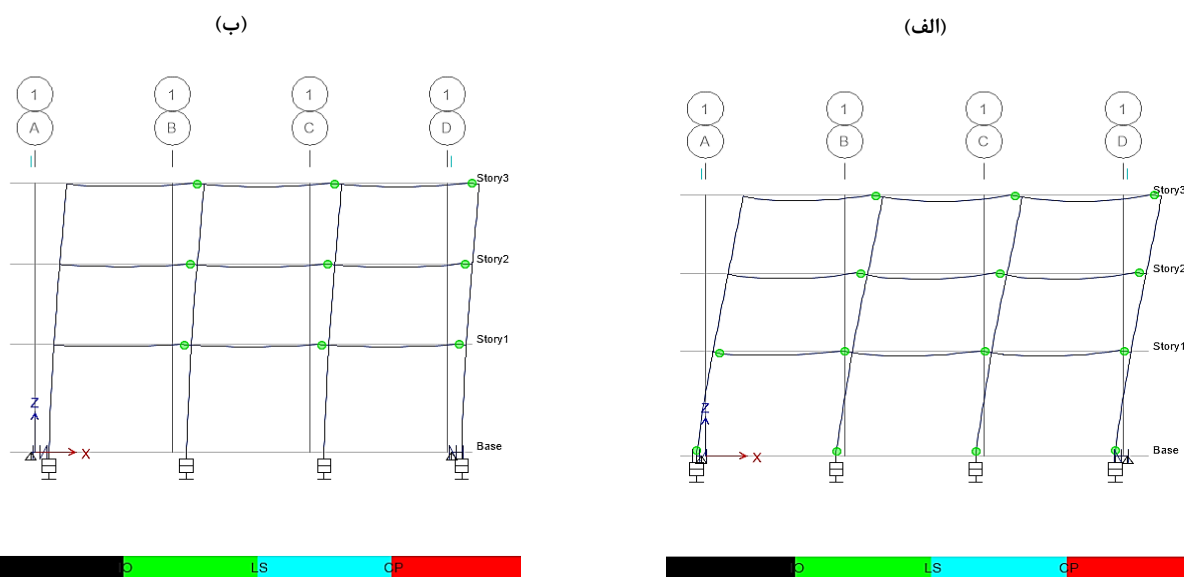 (ب)
(الف)
1 1 1 1
A B C D
Story3
Story2
Story1
Z
X
Base
IO LS CP
1 1 1 1
A B C D
Story3
Story2
Story1
Z
X
Base
IO LS CP